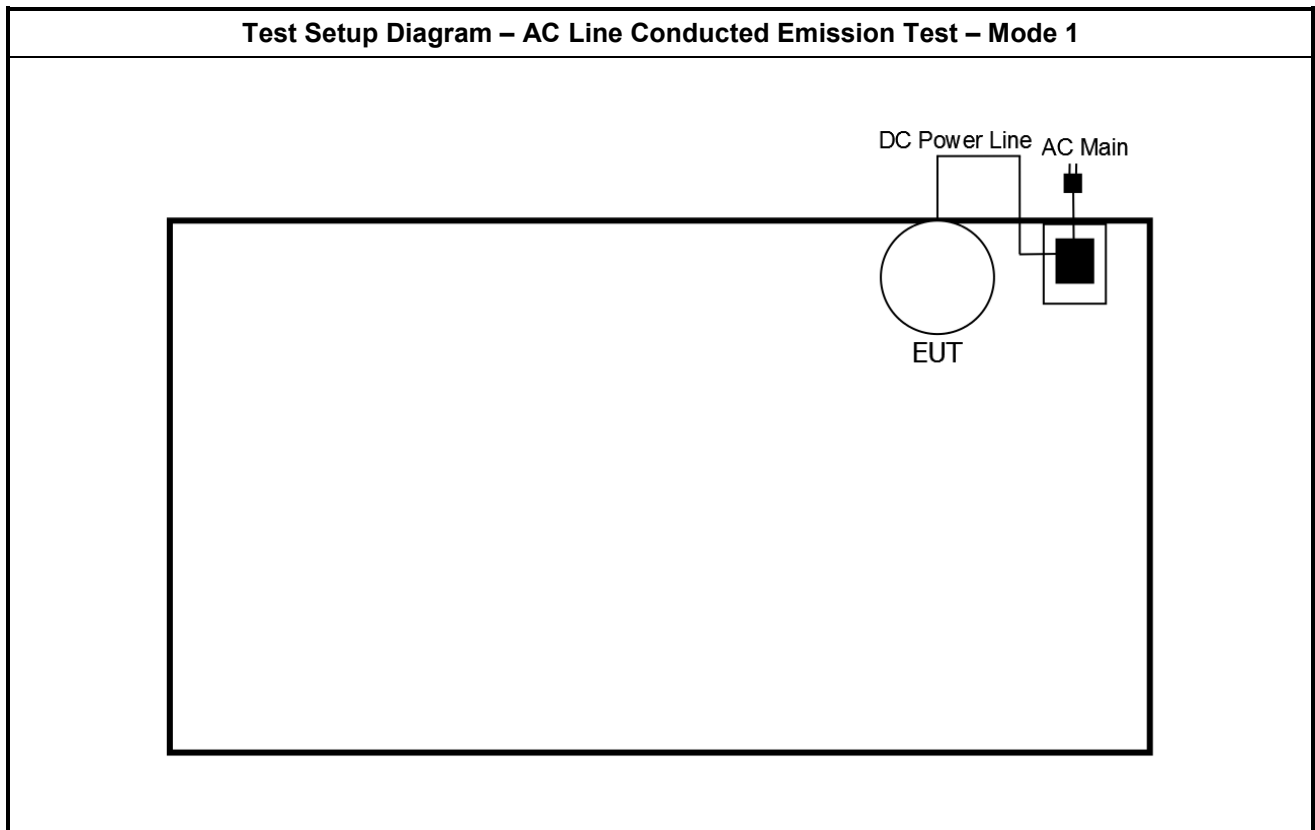 Test Setup Diagram – AC Line Conducted Emission Test – Mode 1
DC Power Line
AC Main
EUT